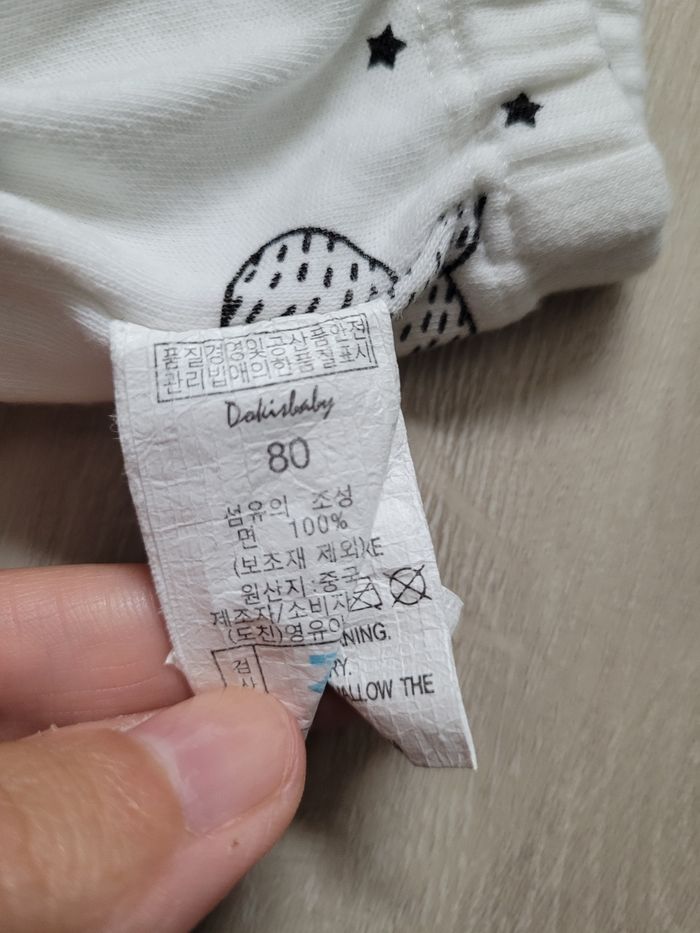 품질경영및공산품안전
관리법에의한품질표시
Dokisbaby
80
섬유의 조성
면 100%
(보조재 제외)
원산지:중국
제조자/소비자
(도친)영유아
NING.
RY.
ALLOW THE